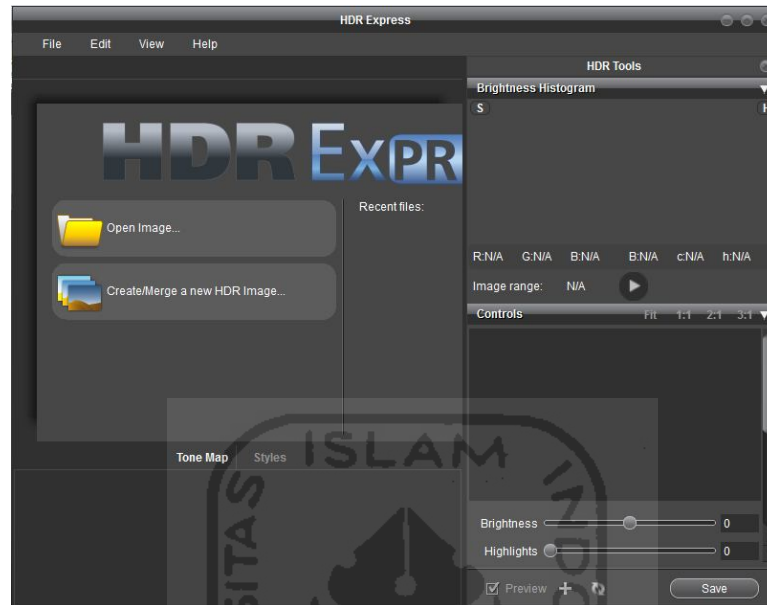 HDR Express
File Edit View Help
HDR Tools
Brightness Histogram
S H
HDR ExPR
Recent files:
Open Image...
Create/Merge a new HDR Image...
R:N/A G:N/A B:N/A B:N/A c:N/A h:N/A
Image range: N/A
Controls Fit 1:1 2:1 3:1
Tone Map Styles
ISLAM
SITAS
INDO
Brightness 0
Highlights 0
Preview Save